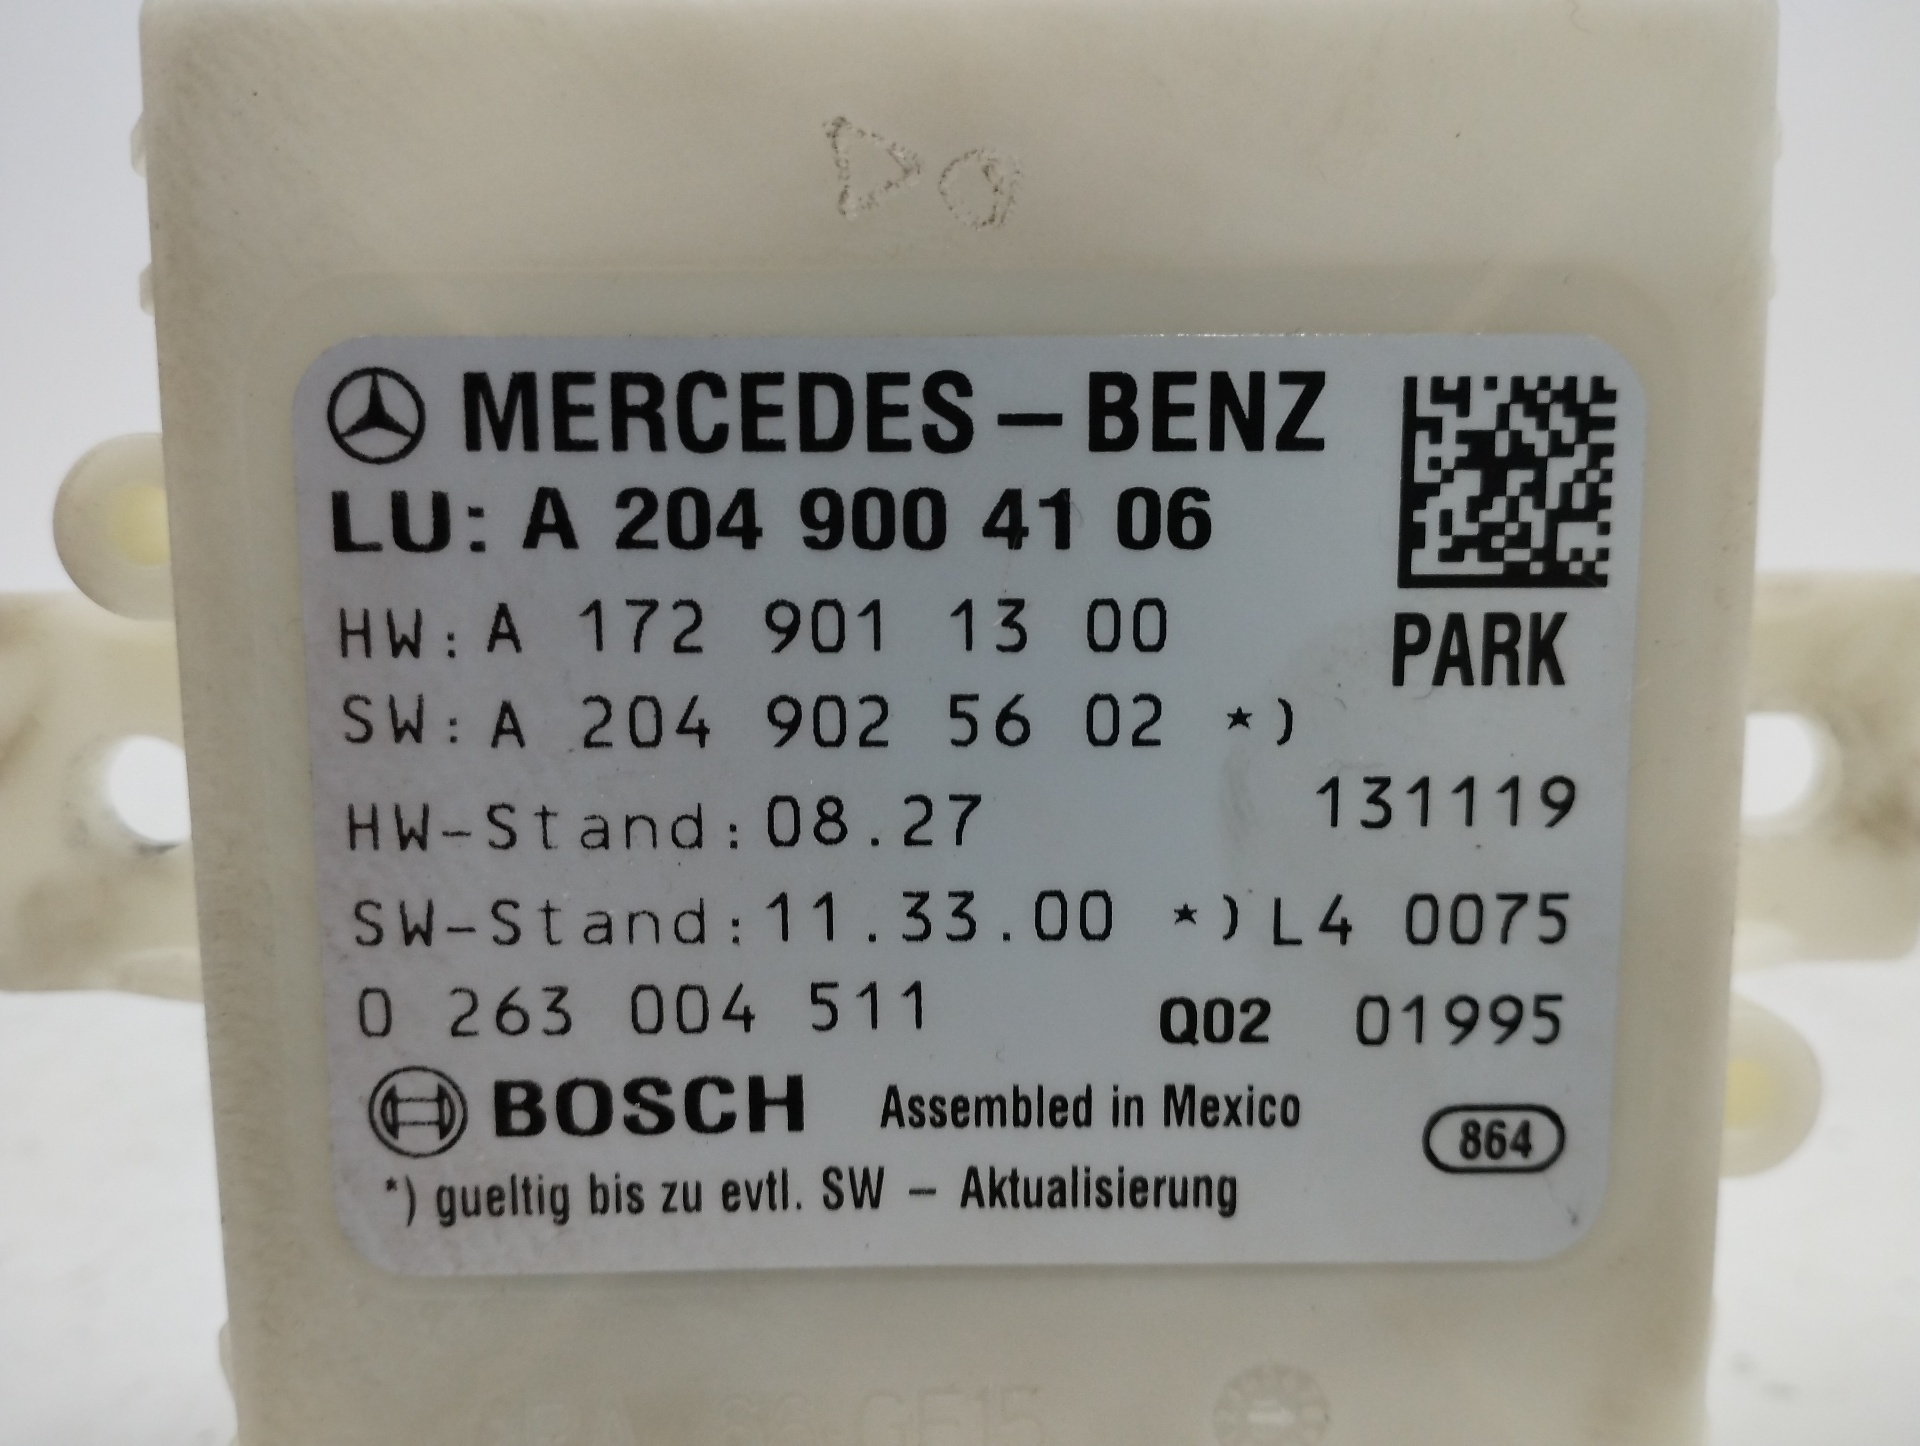 MERCEDES-BENZ
LU: A 204 900 41 06
HW: A 172 901 13 00
PARK
SW: A 204 902 56 02 *)
HW-Stand: 08.27 131119
SW-Stand: 11.33.00 *) L4 0075
0 263 004 511 Q02 01995
BOSCH Assembled in Mexico 864
*) gueltig bis zu evtl. SW - Aktualisierung